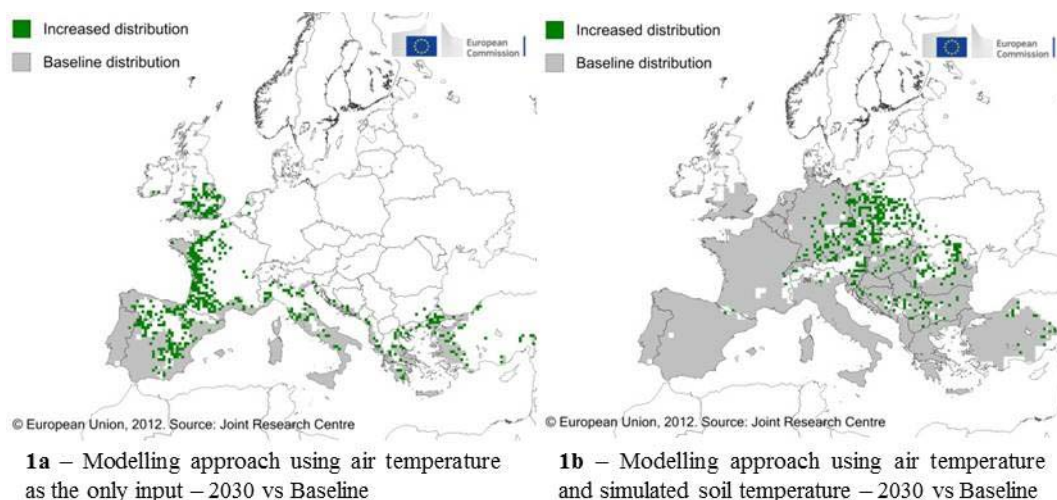 Increased distribution
Baseline distribution
European
Commission
© European Union, 2012. Source: Joint Research Centre
1a – Modelling approach using air temperature
as the only input – 2030 vs Baseline
Increased distribution
Baseline distribution
European
Commission
© European Union, 2012. Source: Joint Research Centre
1b – Modelling approach using air temperature
and simulated soil temperature – 2030 vs Baseline